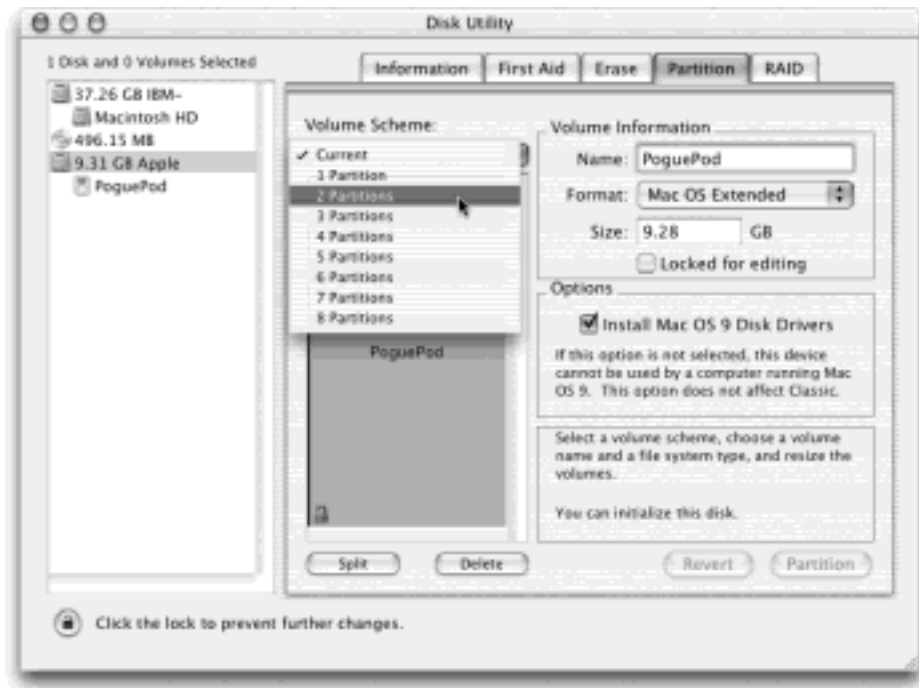 Disk Utility
1 Disk and 0 Volumes Selected
37.26 GB IBM-
Macintosh HD
496.15 MB
9.31 GB Apple
PoguePod
Information
First Aid
Erase
Partition
RAID
Volume Scheme:
✓ Current
1 Partition
2 Partitions
3 Partitions
4 Partitions
5 Partitions
6 Partitions
7 Partitions
8 Partitions
PoguePod
Split
Delete
Volume Information
Name: PoguePod
Format: Mac OS Extended
Size: 9.28 GB
Locked for editing
Options
Install Mac OS 9 Disk Drivers
If this option is not selected, this device
cannot be used by a computer running Mac
OS 9. This option does not affect Classic.
Select a volume scheme, choose a volume
name and a file system type, and resize the
volumes.
You can initialize this disk.
Revert
Partition
Click the lock to prevent further changes.